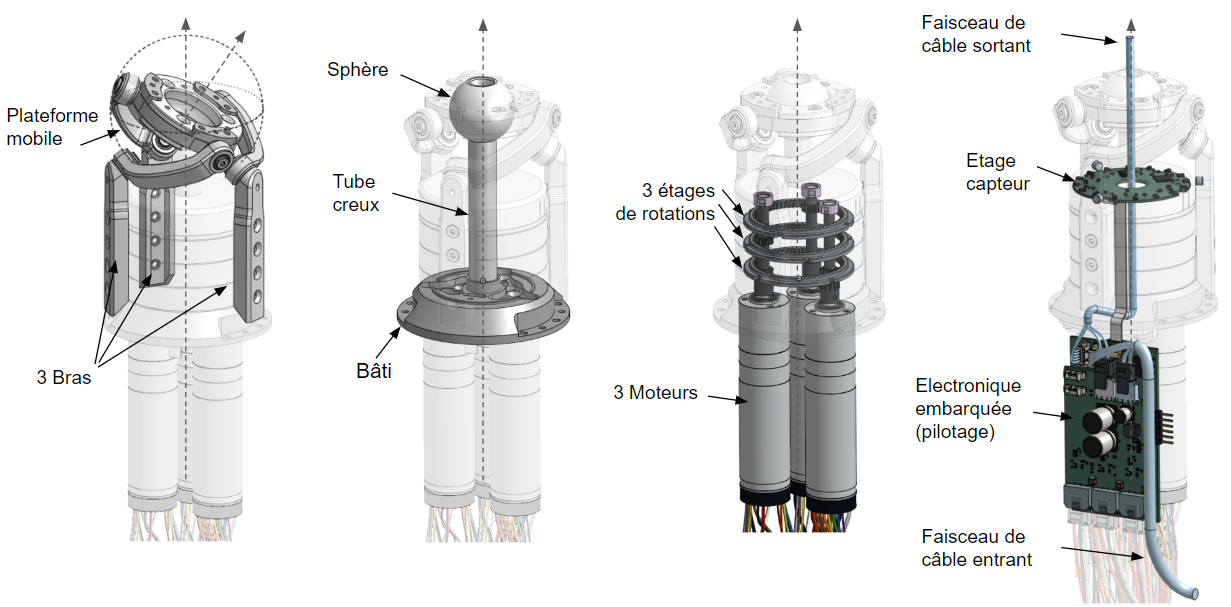 Plateforme
mobile
3 Bras
Sphère
Tube
creux
Bâti
3 étages
de rotations
3 Moteurs
Faisceau de
câble sortant
Etage
capteur
Electronique
embarquée
(pilotage)
Faisceau de
câble entrant